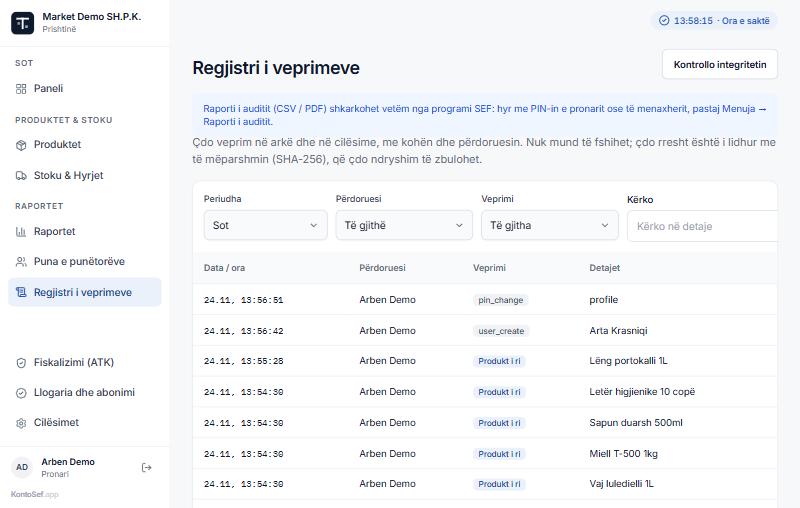 Market Demo SH.P.K.
Prishtinë
SOT
Paneli
PRODUKTET & STOKU
Produktet
Stoku & Hyrjet
RAPORTET
Raportet
Puna e punëtorëve
Regjistri i veprimeve
Fiskalizimi (ATK)
Llogaria dhe abonimi
Cilësimet
AD
Arben Demo
Pronari
KontoSef.app
13:58:15 · Ora e saktë
Regjistri i veprimeve
Kontrollo integritetin
Raporti i auditit (CSV / PDF) shkarkohet vetëm nga programi SEF: hyr me PIN-in e pronarit ose të menaxherit, pastaj Menuja →
Raporti i auditit.
Çdo veprim në arkë dhe në cilësime, me kohën dhe përdoruesin. Nuk mund të fshihet; çdo rresht është i lidhur me
të mëparshmin (SHA-256), që çdo ndryshim të zbulohet.
Periudha Përdoruesi Veprimi Kërko
Sot Të gjithë Të gjitha Kërko në detaje
Data / ora Përdoruesi Veprimi Detajet
24.11, 13:56:51 Arben Demo pin_change profile
24.11, 13:56:42 Arben Demo user_create Arta Krasniqi
24.11, 13:55:28 Arben Demo Produkt i ri Lëng portokalli 1L
24.11, 13:54:30 Arben Demo Produkt i ri Letër higjienike 10 copë
24.11, 13:54:30 Arben Demo Produkt i ri Sapun duarsh 500ml
24.11, 13:54:30 Arben Demo Produkt i ri Miell T-500 1kg
24.11, 13:54:30 Arben Demo Produkt i ri Vaj luledielli 1L